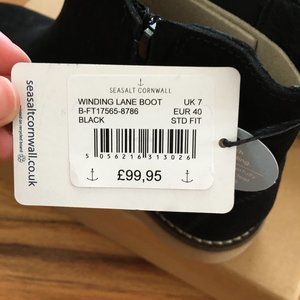 SEASALT CORNWALL
WINDING LANE BOOT UK 7
B-FT17565-8786 EUR 40
BLACK STD FIT
5 056216 313026
£99,95
seasaltcornwall.co.uk